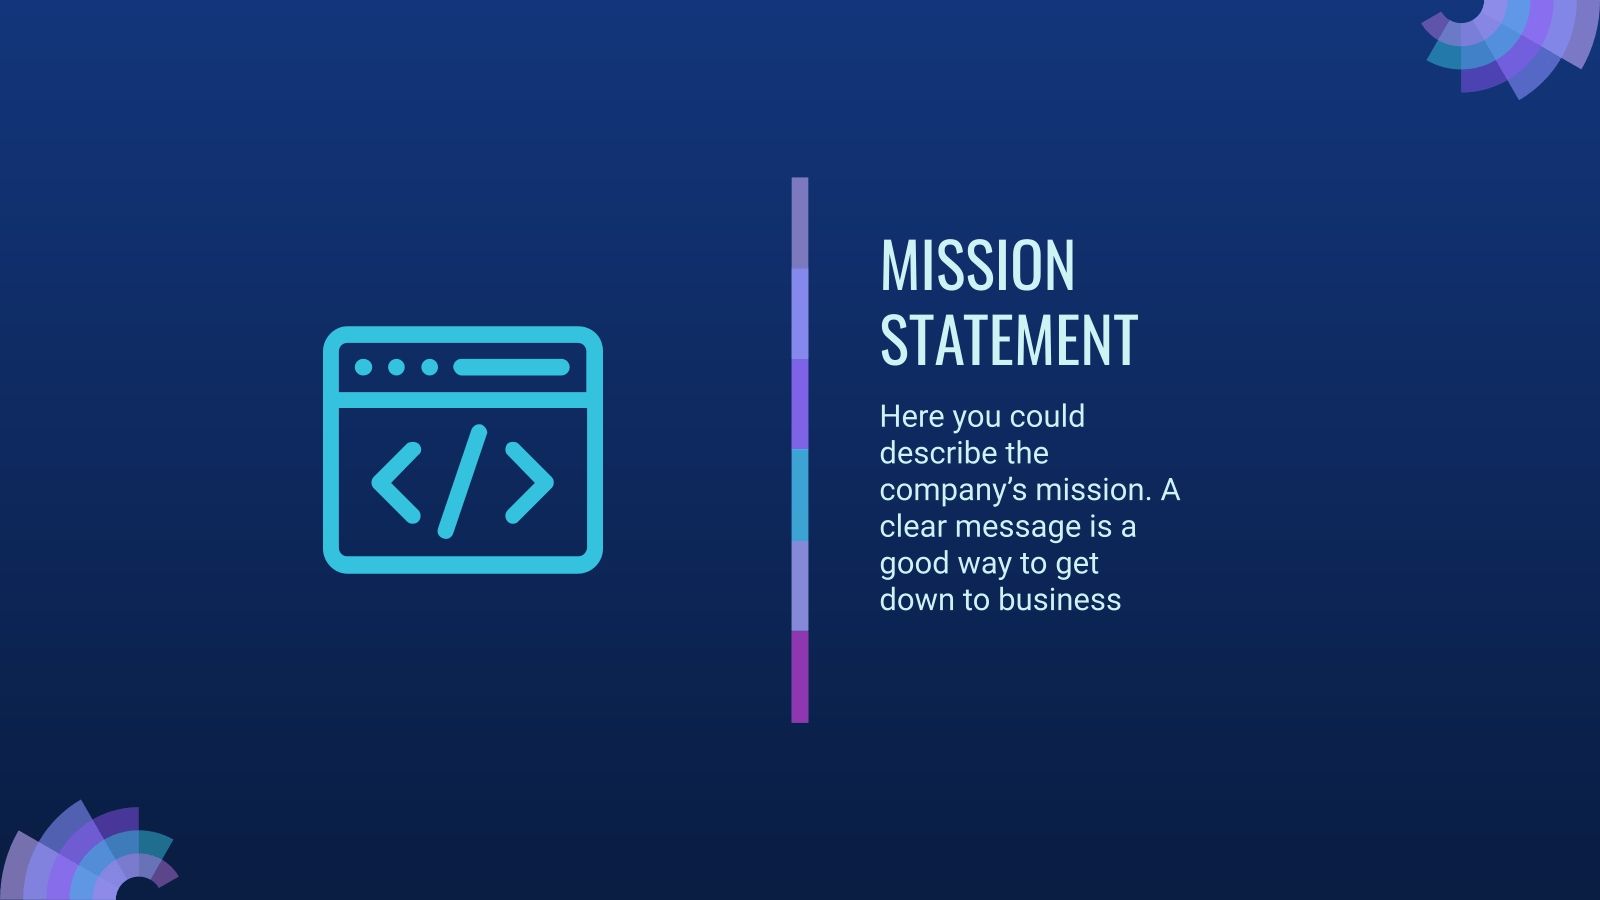 MISSION
STATEMENT
Here you could
describe the
company’s mission. A
clear message is a
good way to get
down to business